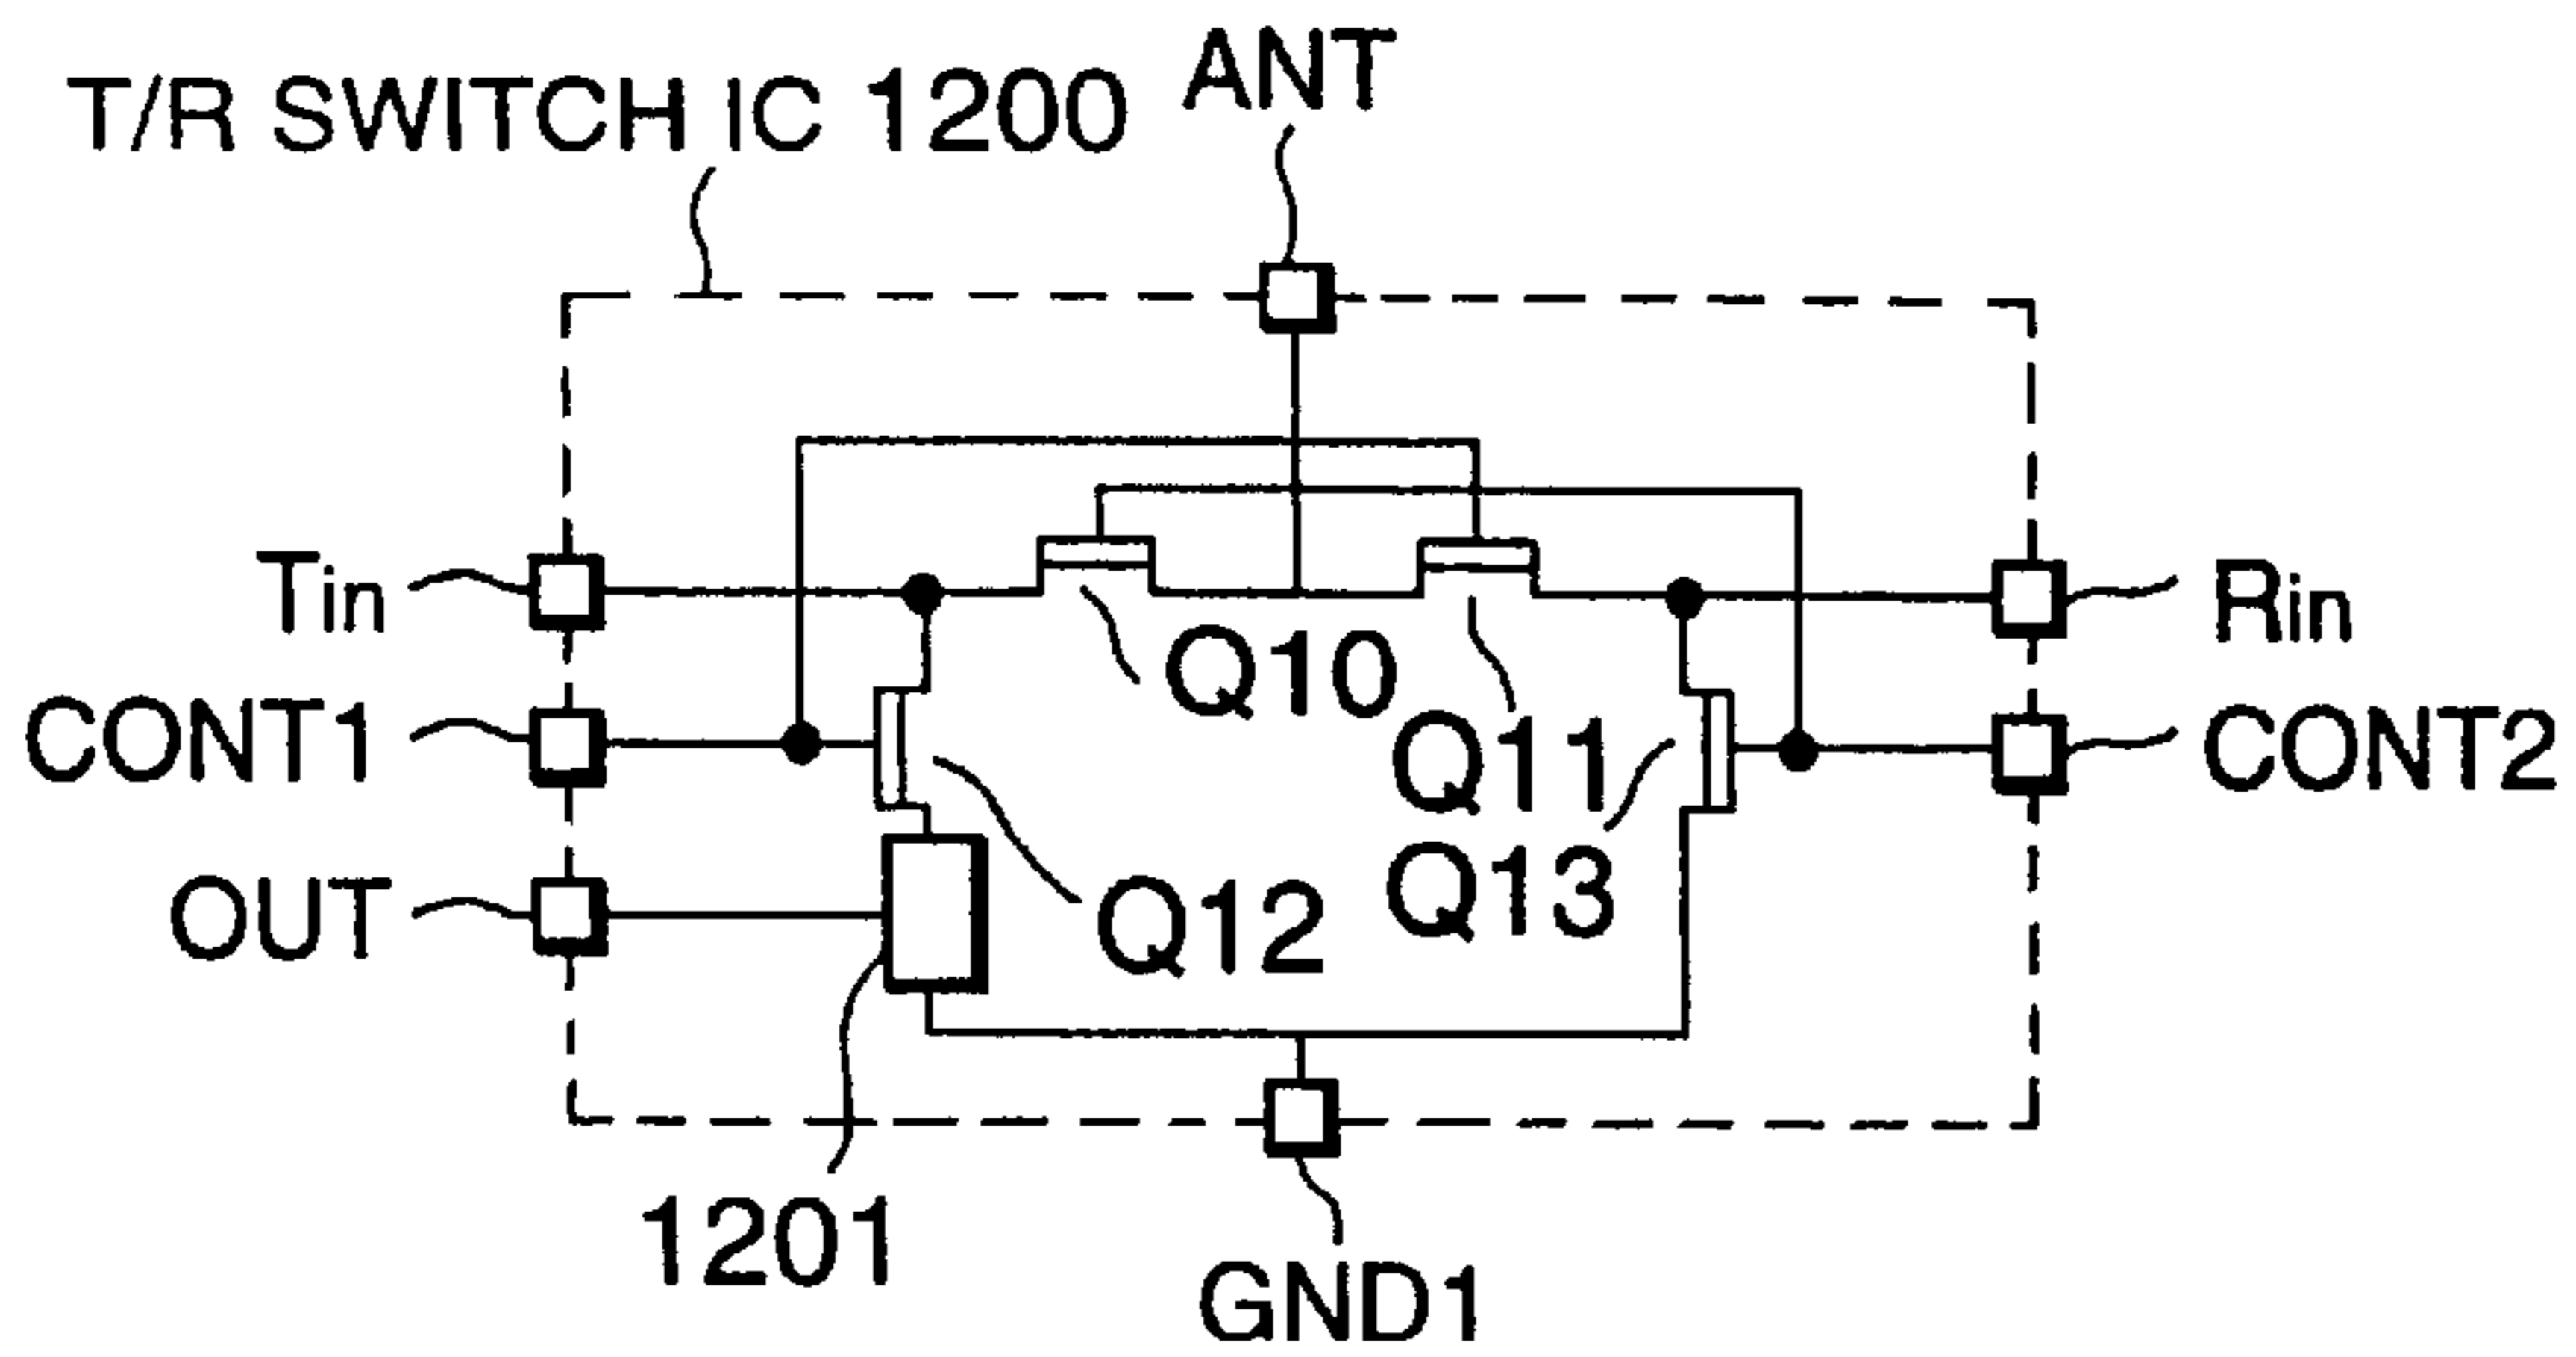 ANT
T/R SWITCH IC 1200
Tin
Rin
Q10
CONT1
Q11
CONT2
Q13
OUT
Q12
1201
GND1